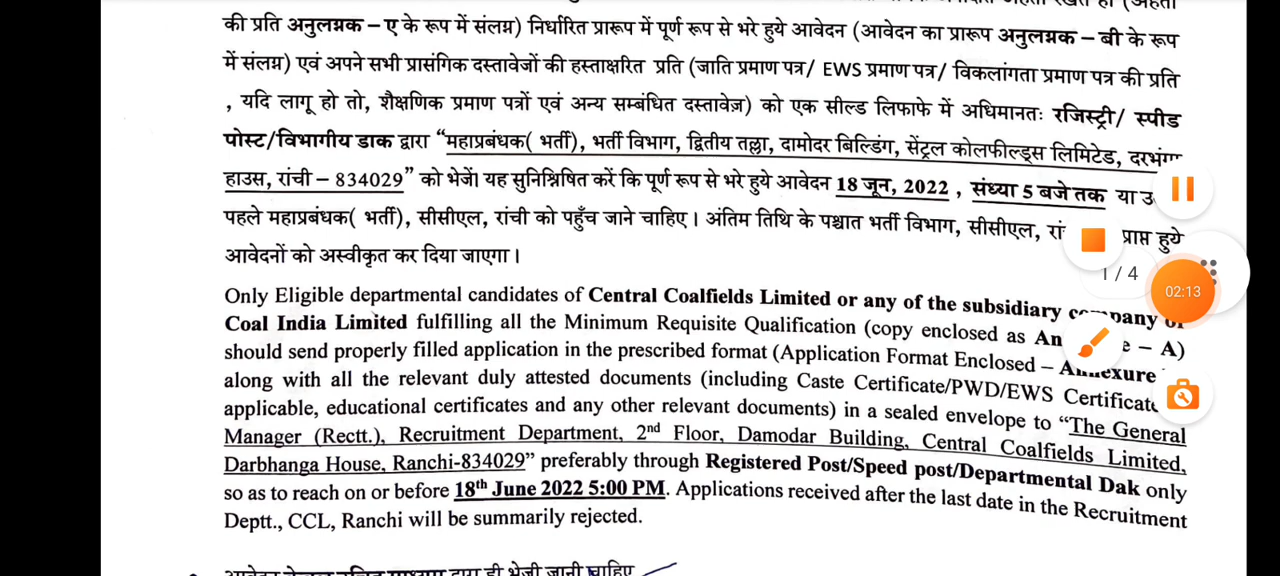 की प्रति अनुलग्नक – ए के रूप में संलग्न) निर्धारित प्रारूप में पूर्ण रूप से भरे हुये आवेदन (आवेदन का प्रारूप अनुलग्नक – बी के रूप
में संलग्न) एवं अपने सभी प्रासंगिक दस्तावेजों की हस्ताक्षरित प्रति (जाति प्रमाण पत्र/ EWS प्रमाण पत्र/ विकलांगता प्रमाण पत्र की प्रति
, यदि लागू हो तो, शैक्षणिक प्रमाण पत्रों एवं अन्य सम्बंधित दस्तावेज़) को एक सील्ड लिफाफे में अधिमानतः रजिस्ट्री/ स्पीड
पोस्ट/विभागीय डाक द्वारा "महाप्रबंधक( भर्ती), भर्ती विभाग, द्वितीय तल्ला, दामोदर बिल्डिंग, सेंट्रल कोलफील्ड्स लिमिटेड,
हाउस, रांची – 834029" को भेजें। यह सुनिश्चित करें कि पूर्ण रूप से भरे हुये आवेदन 18 जून, 2022 , संध्या 5 बजे तक या
पहले महाप्रबंधक( भर्ती), सीसीएल, रांची को पहुँच जाने चाहिए। अंतिम तिथि के पश्चात भर्ती विभाग, सीसीएल, प्राप्त हुये
आवेदनों को अस्वीकृत कर दिया जाएगा।
1 / 4
02:13
Only Eligible departmental candidates of Central Coalfields Limited or any of the subsidiary company of
Coal India Limited fulfilling all the Minimum Requisite Qualification (copy enclosed as – A)
should send properly filled application in the prescribed format (Application Format Enclosed – Annexure
along with all the relevant duly attested documents (including Caste Certificate/PWD/EWS Certificate
applicable, educational certificates and any other relevant documents) in a sealed envelope to "The General
Manager (Rectt.), Recruitment Department, 2nd Floor, Damodar Building, Central Coalfields Limited,
Darbhanga House, Ranchi-834029" preferably through Registered Post/Speed post/Departmental Dak only
so as to reach on or before 18th June 2022 5:00 PM. Applications received after the last date in the Recruitment
Deptt., CCL, Ranchi will be summarily rejected.